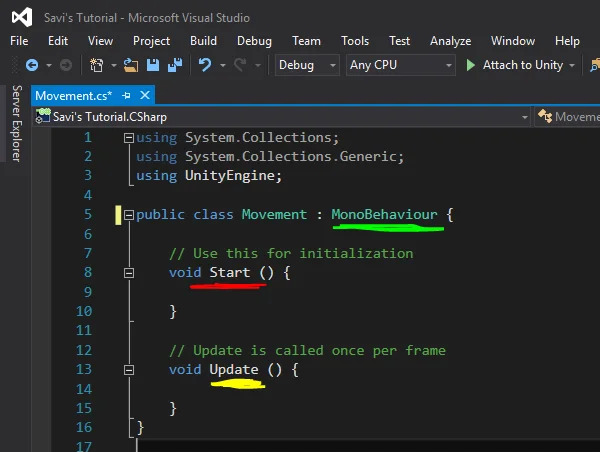 Savi's Tutorial - Microsoft Visual Studio
File Edit View Project Build Debug Team Tools Test Analyze Window Help
Debug Any CPU Attach to Unity
Server Explorer
Movement.cs*
Savi's Tutorial.CSharp Moveme
1 using System.Collections;
2 using System.Collections.Generic;
3 using UnityEngine;
4
5 public class Movement : MonoBehaviour {
6
7 // Use this for initialization
8 void Start () {
9
10 }
11
12 // Update is called once per frame
13 void Update () {
14
15 }
16 }
17